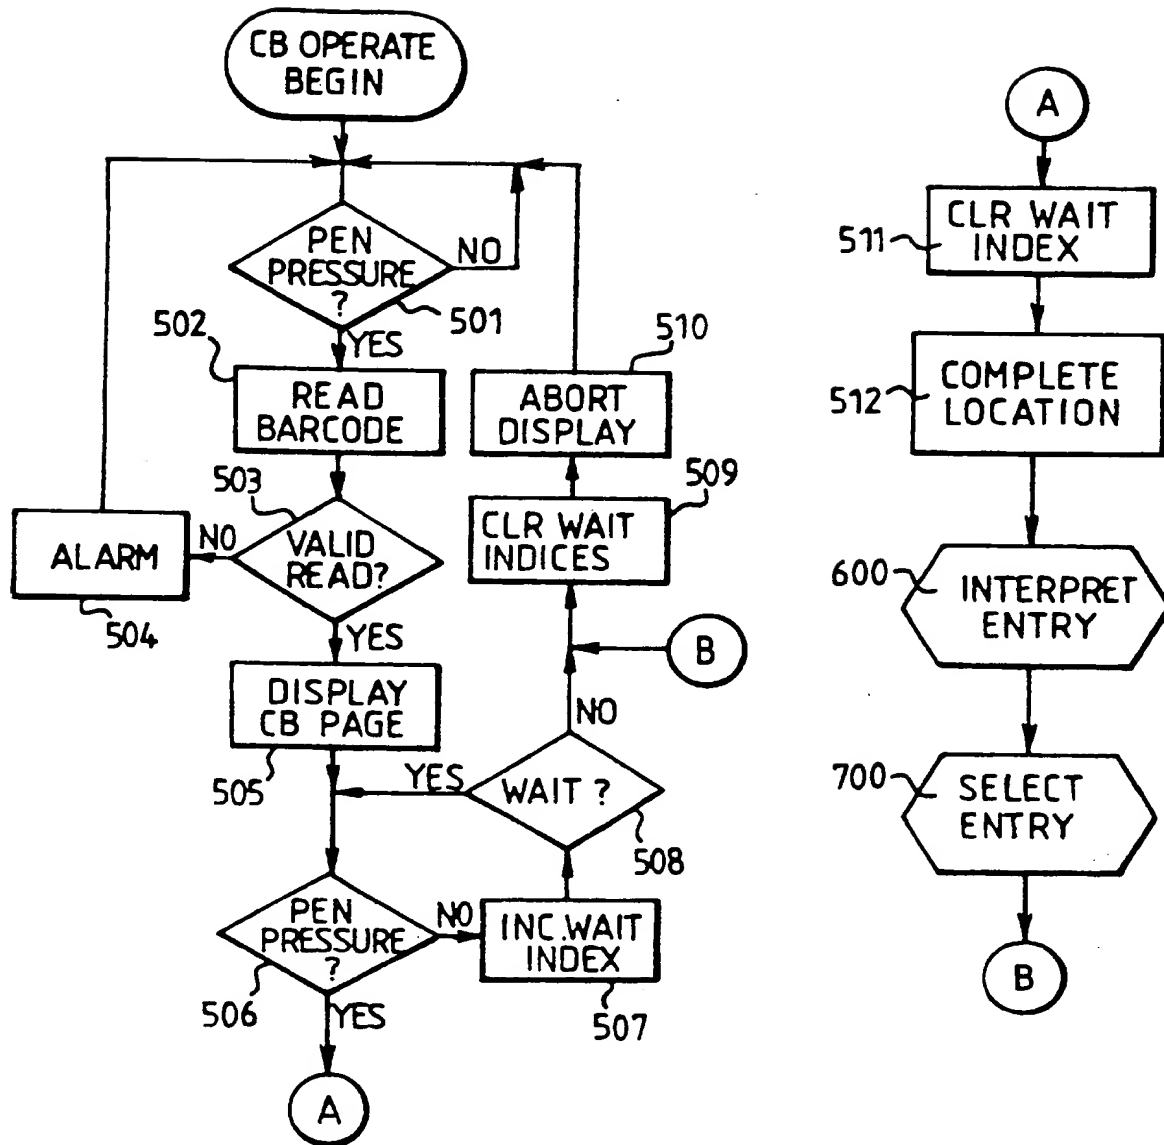 CB OPERATE
BEGIN
PEN
PRESSURE
?
NO
501
YES
502
READ
BARCODE
503
VALID
READ?
NO
ALARM
504
YES
DISPLAY
CB PAGE
505
PEN
PRESSURE
?
506
NO
YES
A
INC.WAIT
INDEX
507
WAIT ?
508
YES
NO
B
CLR WAIT
INDICES
509
ABORT
DISPLAY
510
A
CLR WAIT
INDEX
511
COMPLETE
LOCATION
512
INTERPRET
ENTRY
600
SELECT
ENTRY
700
B